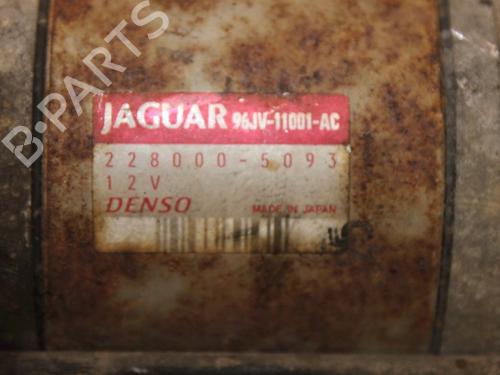 B-PARTS
JAGUAR 96JV-11001-AC
228000-5093
12V
DENSO MADE IN JAPAN